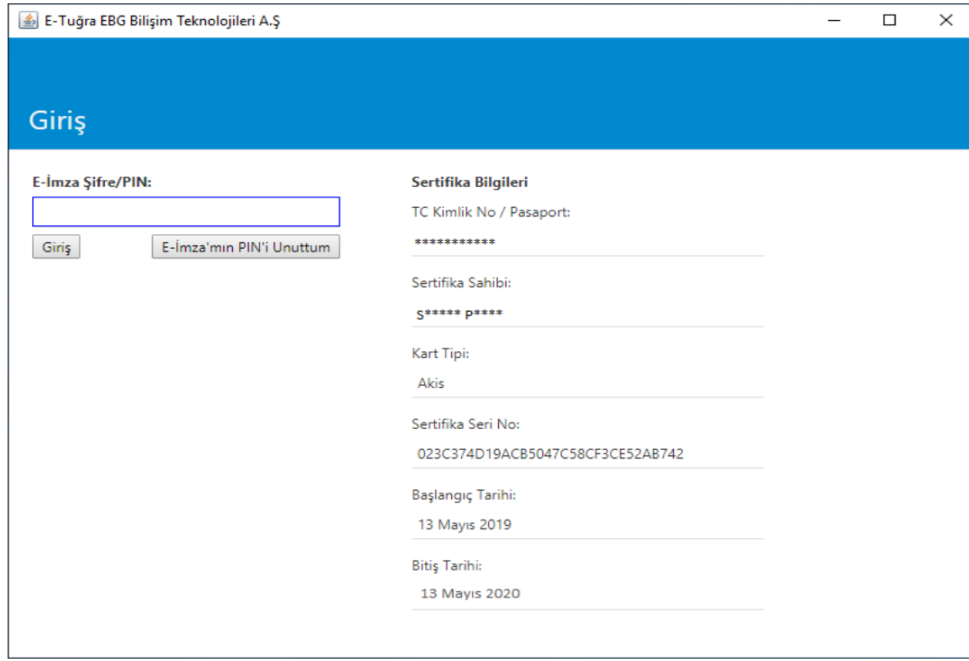 E-Tuğra EBG Bilişim Teknolojileri A.Ş
Giriş
E-İmza Şifre/PIN:
Giriş
E-İmza'mın PIN'i Unuttum
Sertifika Bilgileri
TC Kimlik No / Pasaport:
***********
Sertifika Sahibi:
S***** P****
Kart Tipi:
Akis
Sertifika Seri No:
023C374D19ACB5047C58CF3CE52AB742
Başlangıç Tarihi:
13 Mayıs 2019
Bitiş Tarihi:
13 Mayıs 2020